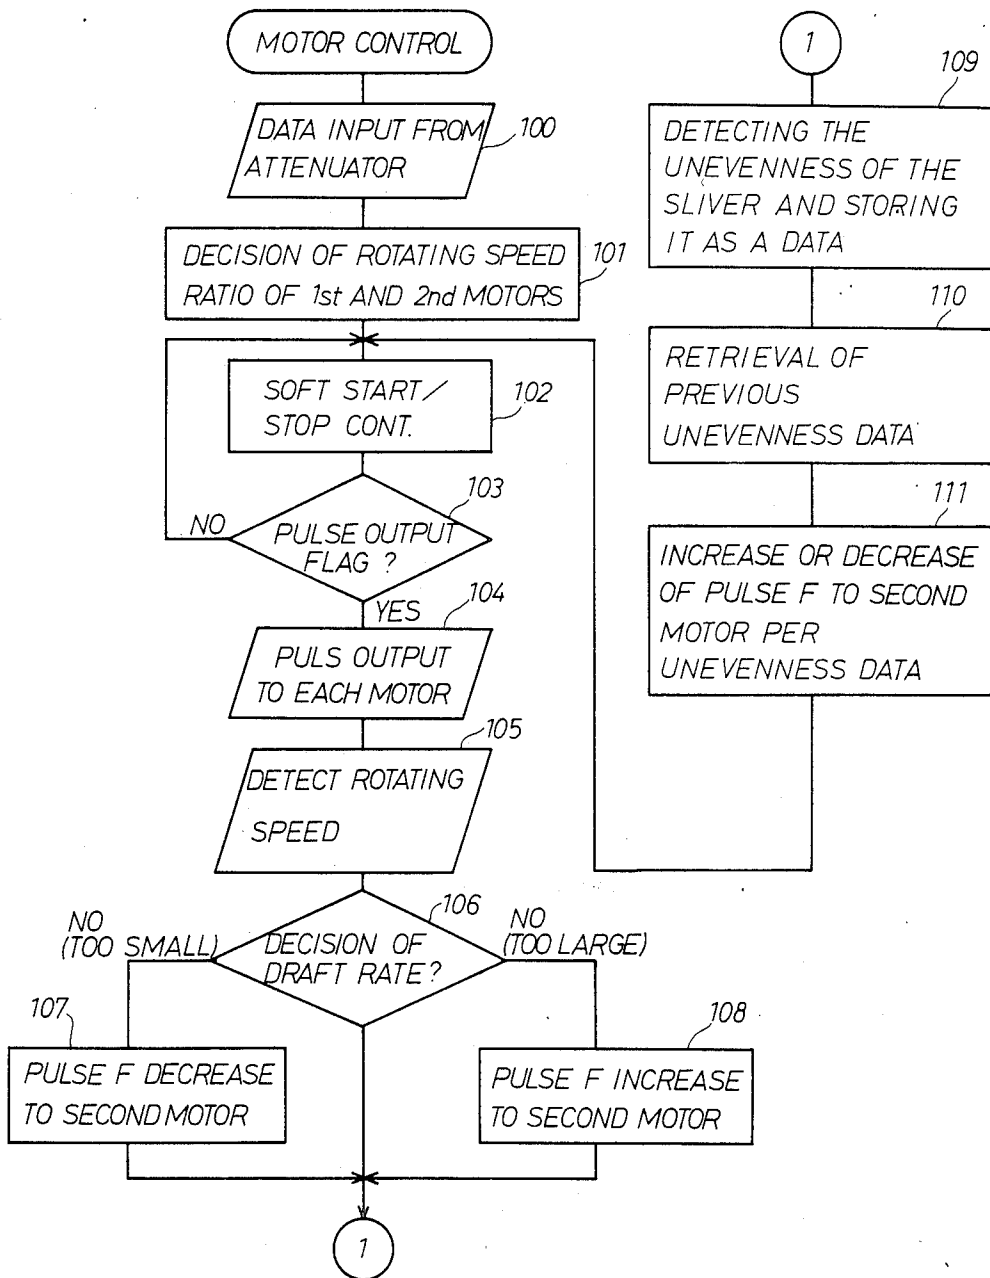 MOTOR CONTROL
DATA INPUT FROM
ATTENUATOR
100
DECISION OF ROTATING SPEED
RATIO OF 1st AND 2nd MOTORS
101
SOFT START/
STOP CONT.
102
103
PULSE OUTPUT
FLAG ?
NO
YES
104
PULS OUTPUT
TO EACH MOTOR
105
DETECT ROTATING
SPEED
106
DECISION OF
DRAFT RATE?
NO
(TOO SMALL)
NO
(TOO LARGE)
107
PULSE F DECREASE
TO SECOND MOTOR
108
PULSE F INCREASE
TO SECOND MOTOR
1
1
109
DETECTING THE
UNEVENNESS OF THE
SLIVER AND STORING
IT AS A DATA
110
RETRIEVAL OF
PREVIOUS
UNEVENNESS DATA
111
INCREASE OR DECREASE
OF PULSE F TO SECOND
MOTOR PER
UNEVENNESS DATA